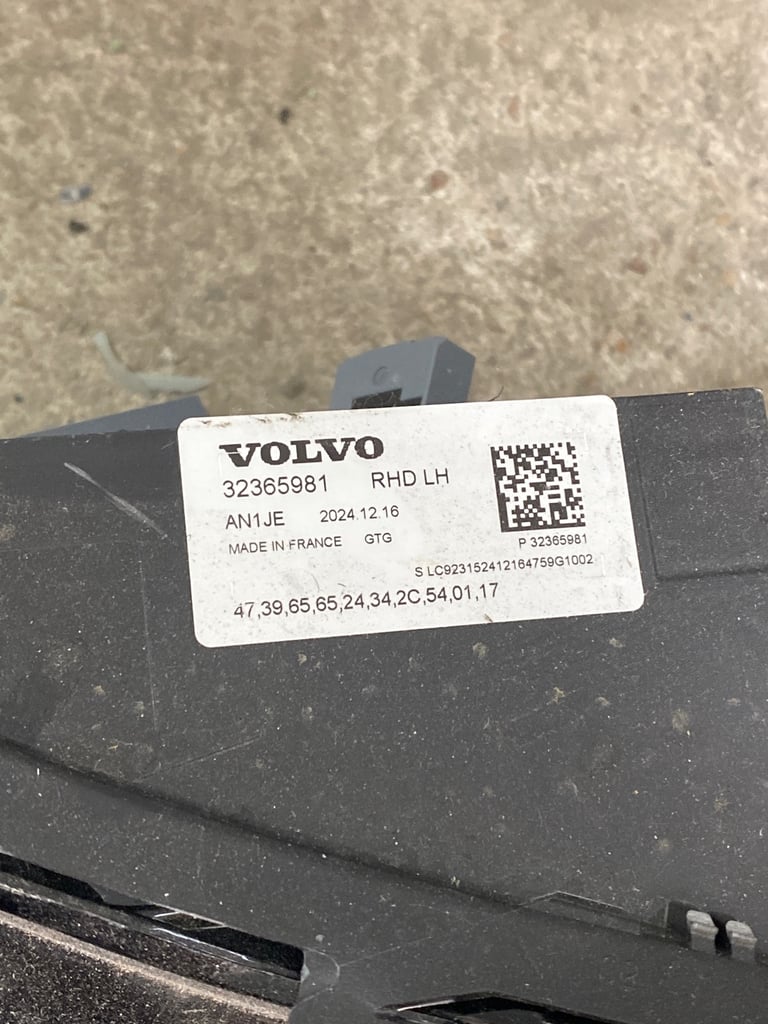 VOLVO
32365981 RHD LH
AN1JE 2024.12.16
MADE IN FRANCE GTG
P 32365981
S LC923152412164759G1002
47,39,65,65,24,34,2C,54,01,17